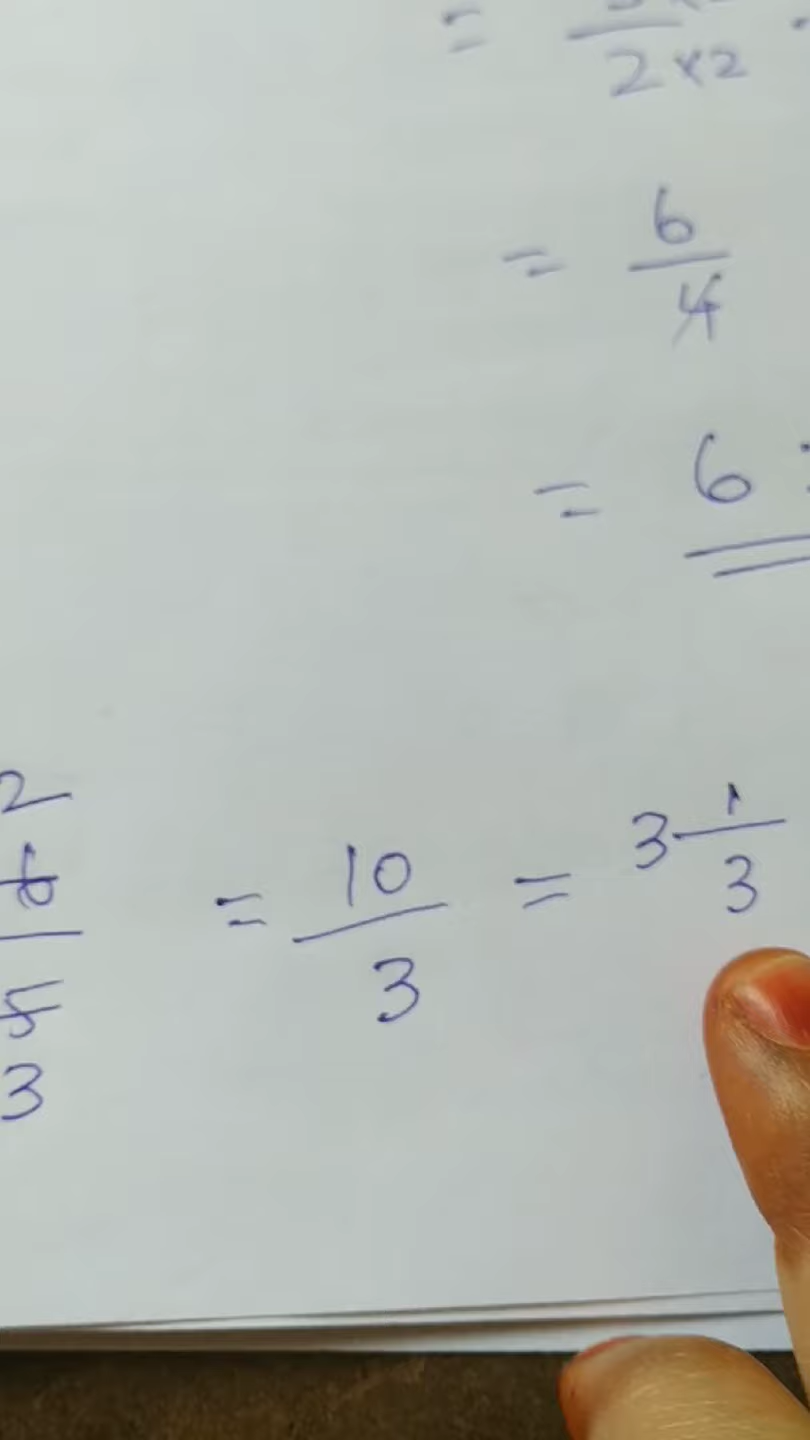 = 2×2
= 6/4
= 6 :
2
6/5 = 10/3 = 3 1/3
3